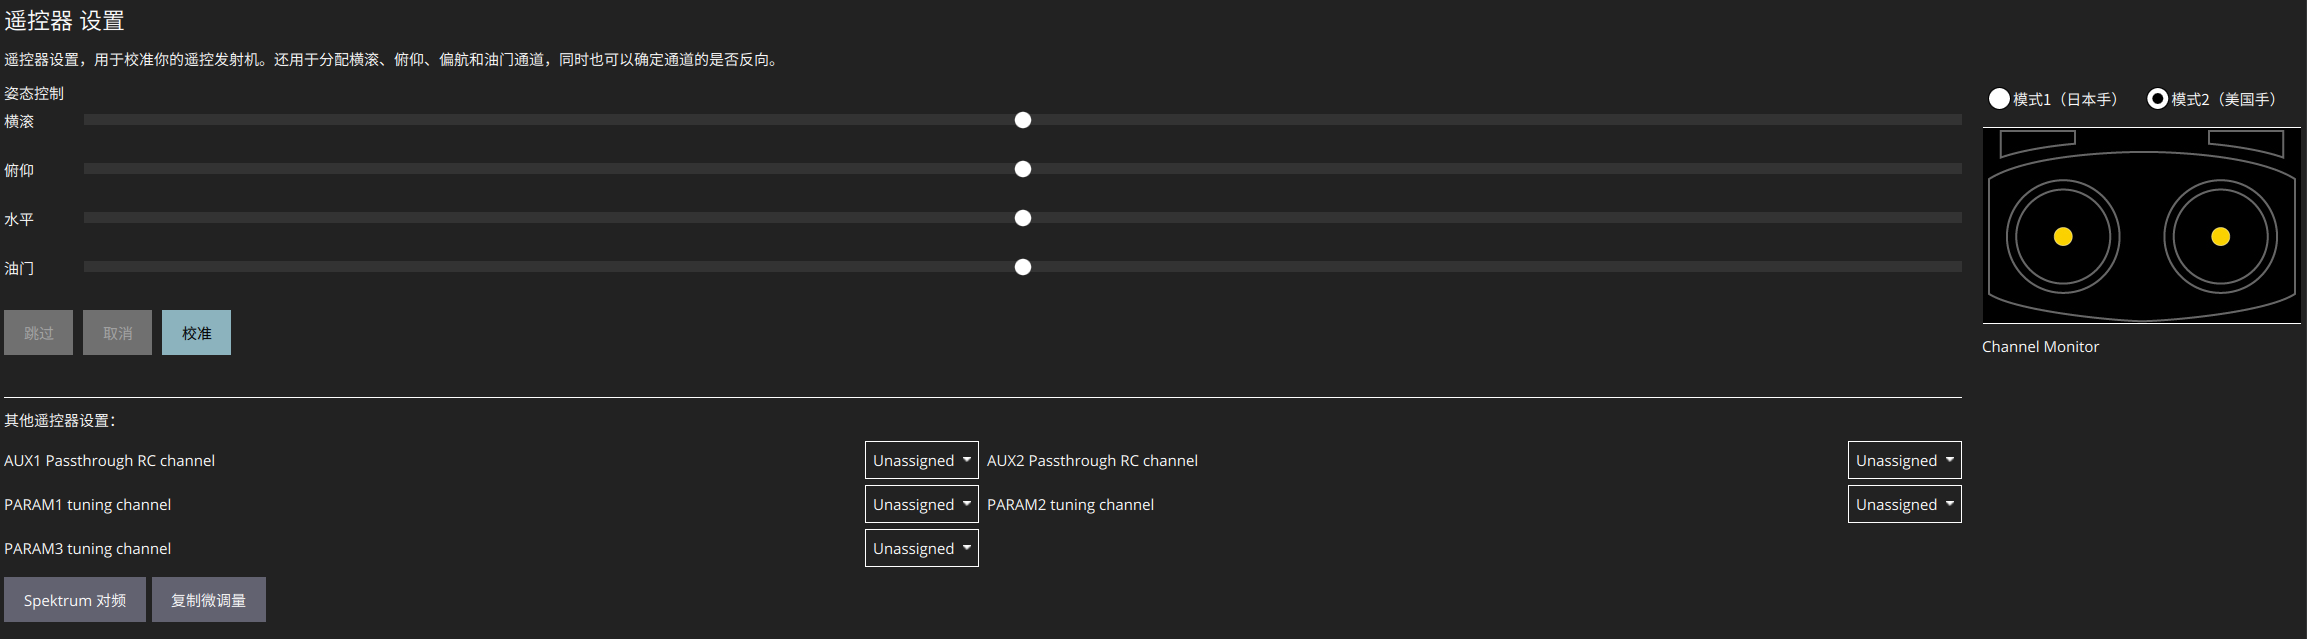 遥控器 设置
遥控器设置，用于校准你的遥控发射机。还用于分配横滚、俯仰、偏航和油门通道，同时也可以确定通道的是否反向。
姿态控制
横滚
俯仰
水平
油门
跳过 取消 校准
模式1（日本手） 模式2（美国手）
Channel Monitor
其他遥控器设置：
AUX1 Passthrough RC channel Unassigned AUX2 Passthrough RC channel Unassigned
PARAM1 tuning channel Unassigned PARAM2 tuning channel Unassigned
PARAM3 tuning channel Unassigned
Spektrum 对频 复制微调量